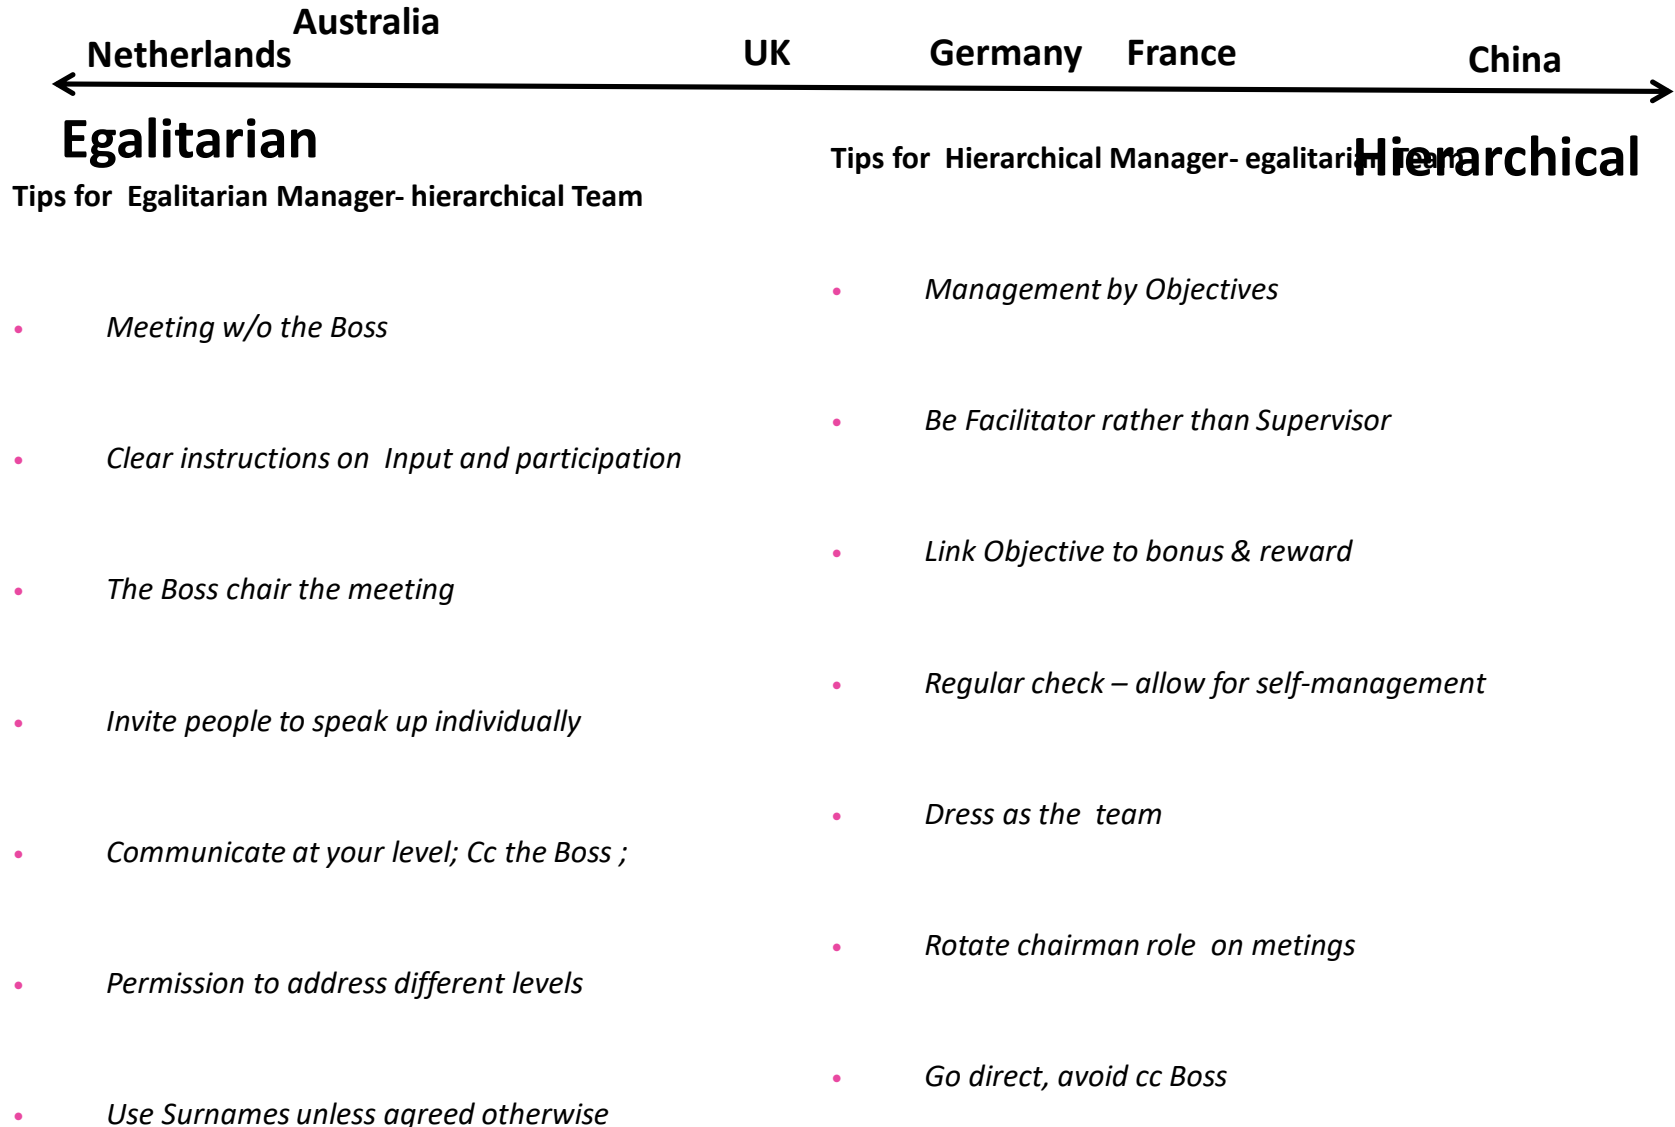 Australia
Netherlands
UK
Germany
France
China
Egalitarian
Hierarchical
Tips for Egalitarian Manager- hierarchical Team
Meeting w/o the Boss
Clear instructions on Input and participation
The Boss chair the meeting
Invite people to speak up individually
Communicate at your level; Cc the Boss ;
Permission to address different levels
Use Surnames unless agreed otherwise
Tips for Hierarchical Manager- egalitarian Team
Management by Objectives
Be Facilitator rather than Supervisor
Link Objective to bonus & reward
Regular check – allow for self-management
Dress as the team
Rotate chairman role on metings
Go direct, avoid cc Boss